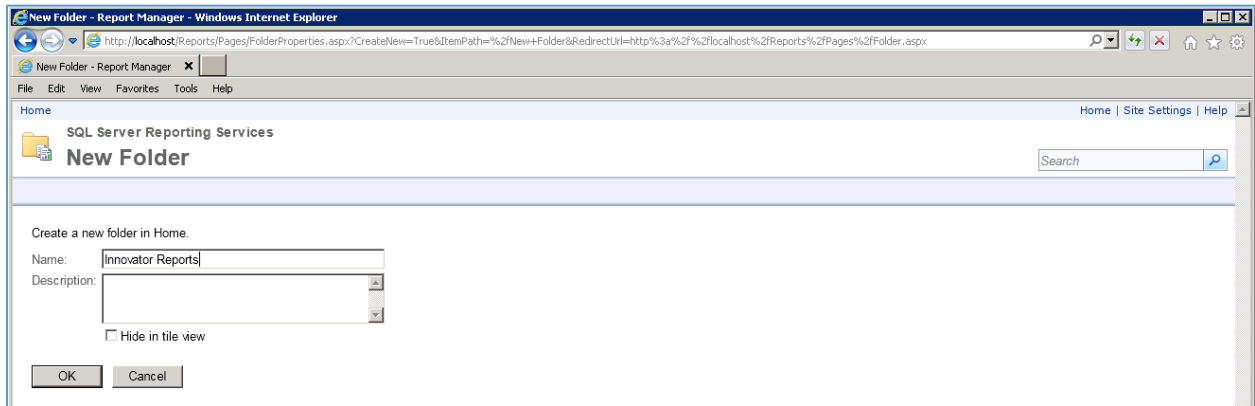 New Folder - Report Manager - Windows Internet Explorer
http://localhost/Reports/Pages/FolderProperties.aspx?CreateNew=True&ItemPath=%2fNew+Folder&RedirectUrl=http%3a%2f%2flocalhost%2fReports%2fPages%2fFolder.aspx
New Folder - Report Manager
File Edit View Favorites Tools Help
Home Home | Site Settings | Help
SQL Server Reporting Services
New Folder
Search
Create a new folder in Home.
Name: Innovator Reports
Description:
Hide in tile view
OK Cancel